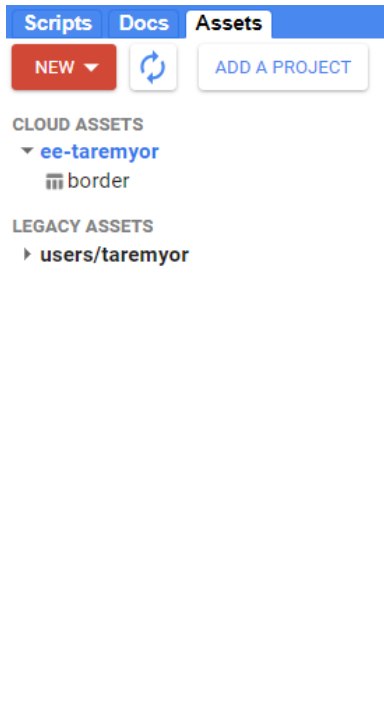 Scripts Docs Assets
NEW ADD A PROJECT
CLOUD ASSETS
ee-taremyor
border
LEGACY ASSETS
users/taremyor